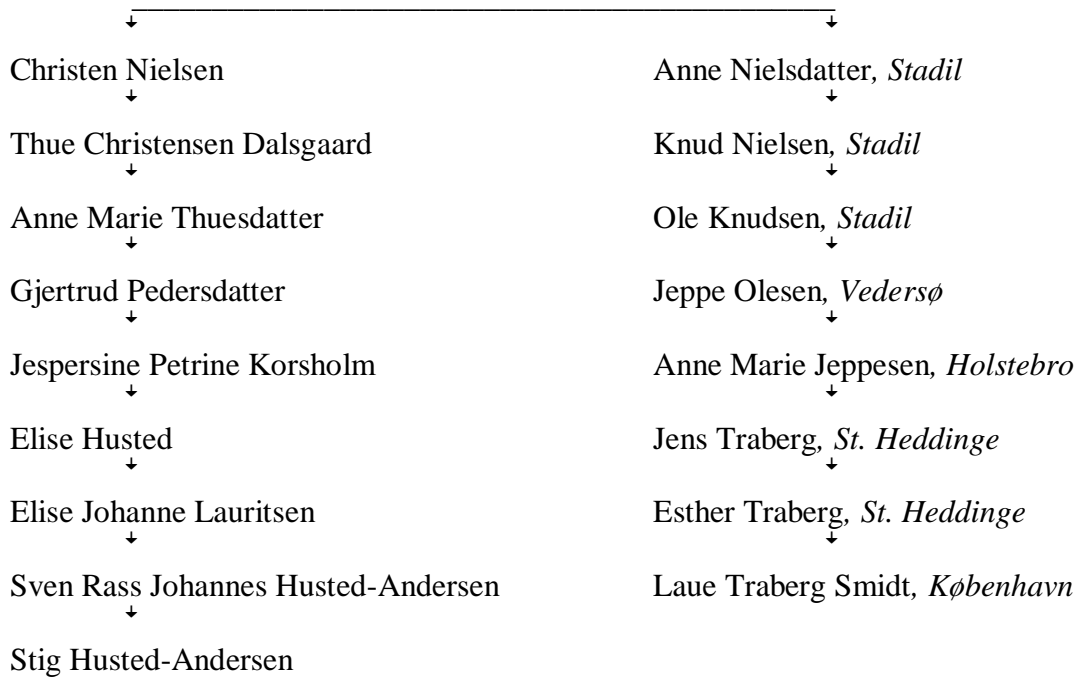 Christen Nielsen
Anne Nielsdatter, Stadil
Thue Christensen Dalsgaard
Knud Nielsen, Stadil
Anne Marie Thuesdatter
Ole Knudsen, Stadil
Gjertrud Pedersdatter
Jeppe Olesen, Vedersø
Jespersine Petrine Korsholm
Anne Marie Jeppesen, Holstebro
Elise Husted
Jens Traberg, St. Heddinge
Elise Johanne Lauritsen
Esther Traberg, St. Heddinge
Sven Rass Johannes Husted-Andersen
Laue Traberg Smidt, København
Stig Husted-Andersen